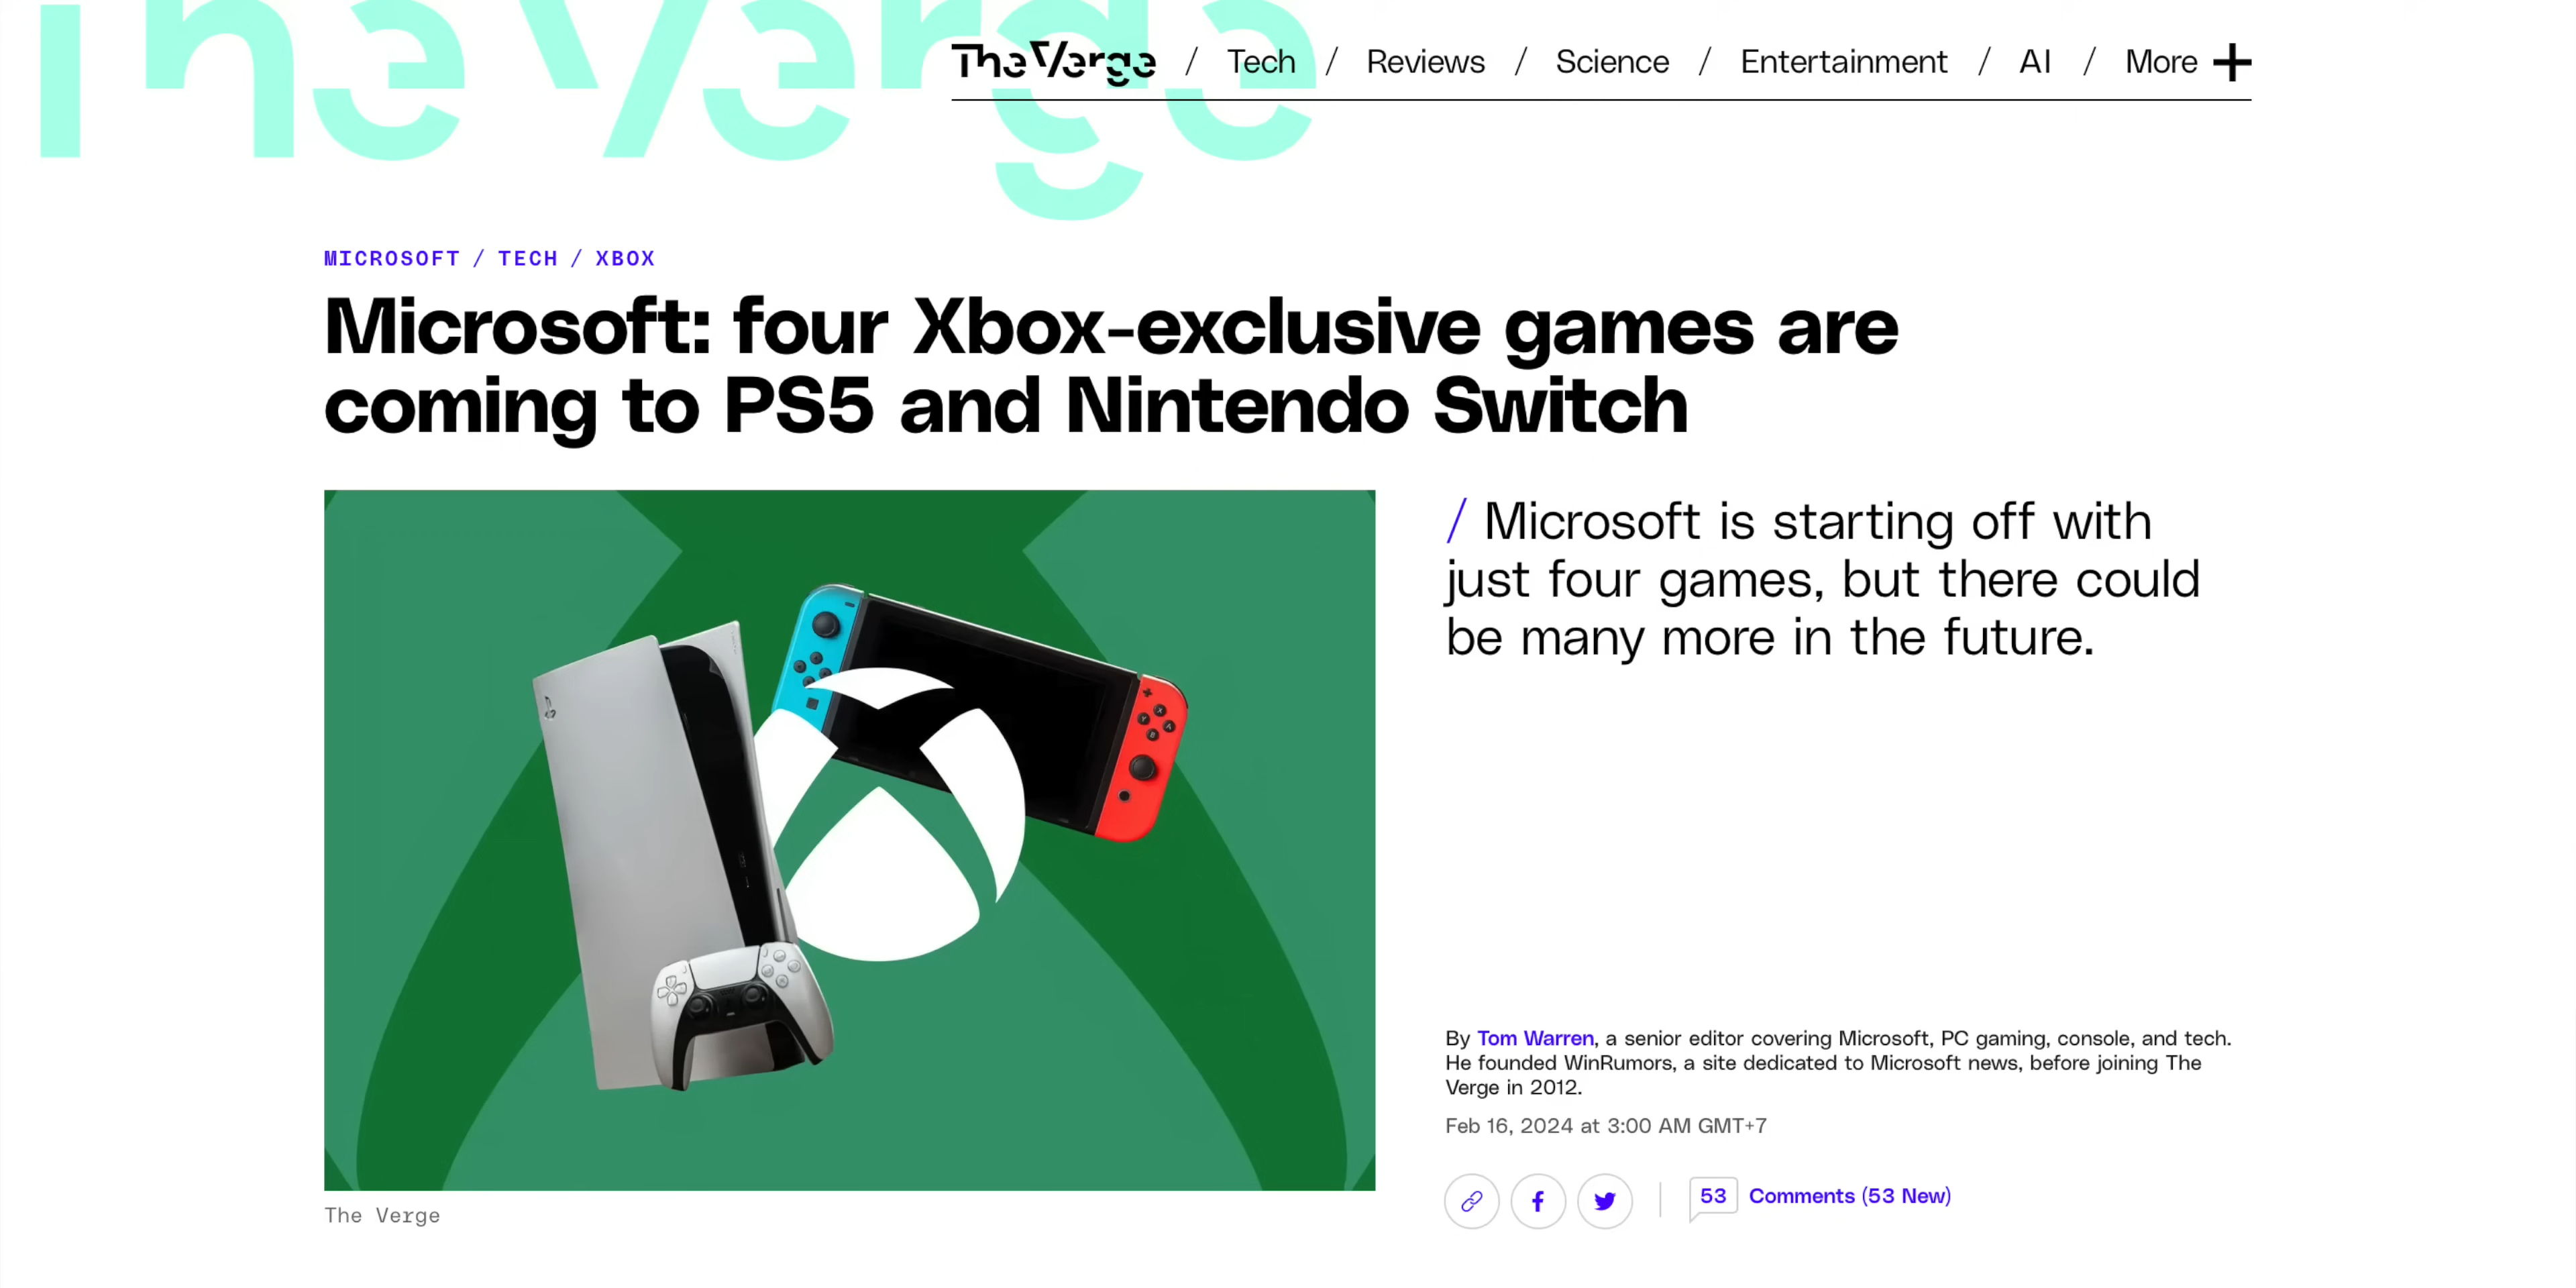 The Verge
The Verge / Tech / Reviews / Science / Entertainment / AI / More +
MICROSOFT / TECH / XBOX
Microsoft: four Xbox-exclusive games are
coming to PS5 and Nintendo Switch
/ Microsoft is starting off with
just four games, but there could
be many more in the future.
By Tom Warren, a senior editor covering Microsoft, PC gaming, console, and tech.
He founded WinRumors, a site dedicated to Microsoft news, before joining The
Verge in 2012.
Feb 16, 2024 at 3:00 AM GMT+7
53 Comments (53 New)
The Verge